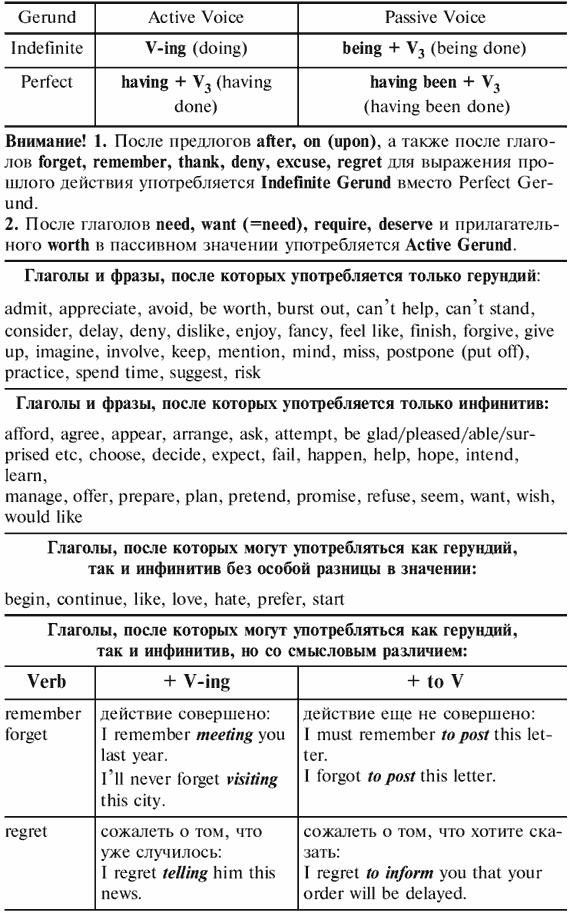 Gerund Active Voice Passive Voice
Indefinite V-ing (doing) being + V3 (being done)
Perfect having + V3 (having having been + V3
done) (having been done)
Внимание! 1. После предлогов after, on (upon), а также после глаго-
лов forget, remember, thank, deny, excuse, regret для выражения про-
шлого действия употребляется Indefinite Gerund вместо Perfect Ger-
und.
2. После глаголов need, want (=need), require, deserve и прилагатель-
ного worth в пассивном значении употребляется Active Gerund.
Глаголы и фразы, после которых употребляется только герундий:
admit, appreciate, avoid, be worth, burst out, can't help, can't stand,
consider, delay, deny, dislike, enjoy, fancy, feel like, finish, forgive, give
up, imagine, involve, keep, mention, mind, miss, postpone (put off),
practice, spend time, suggest, risk
Глаголы и фразы, после которых употребляется только инфинитив:
afford, agree, appear, arrange, ask, attempt, be glad/pleased/able/sur-
prised etc, choose, decide, expect, fail, happen, help, hope, intend,
learn,
manage, offer, prepare, plan, pretend, promise, refuse, seem, want, wish,
would like
Глаголы, после которых могут употребляться как герундий,
так и инфинитив без особой разницы в значении:
begin, continue, like, love, hate, prefer, start
Глаголы, после которых могут употребляться как герундий,
так и инфинитив, но со смысловым различием:
Verb + V-ing + to V
remember действие совершено: действие еще не совершено:
forget I remember meeting you I must remember to post this let-
last year. ter.
I'll never forget visiting I forgot to post this letter.
this city.
regret сожалеть о том, что сожалеть о том, что хотите ска-
уже случилось: зать:
I regret telling him this I regret to inform you that your
news. order will be delayed.